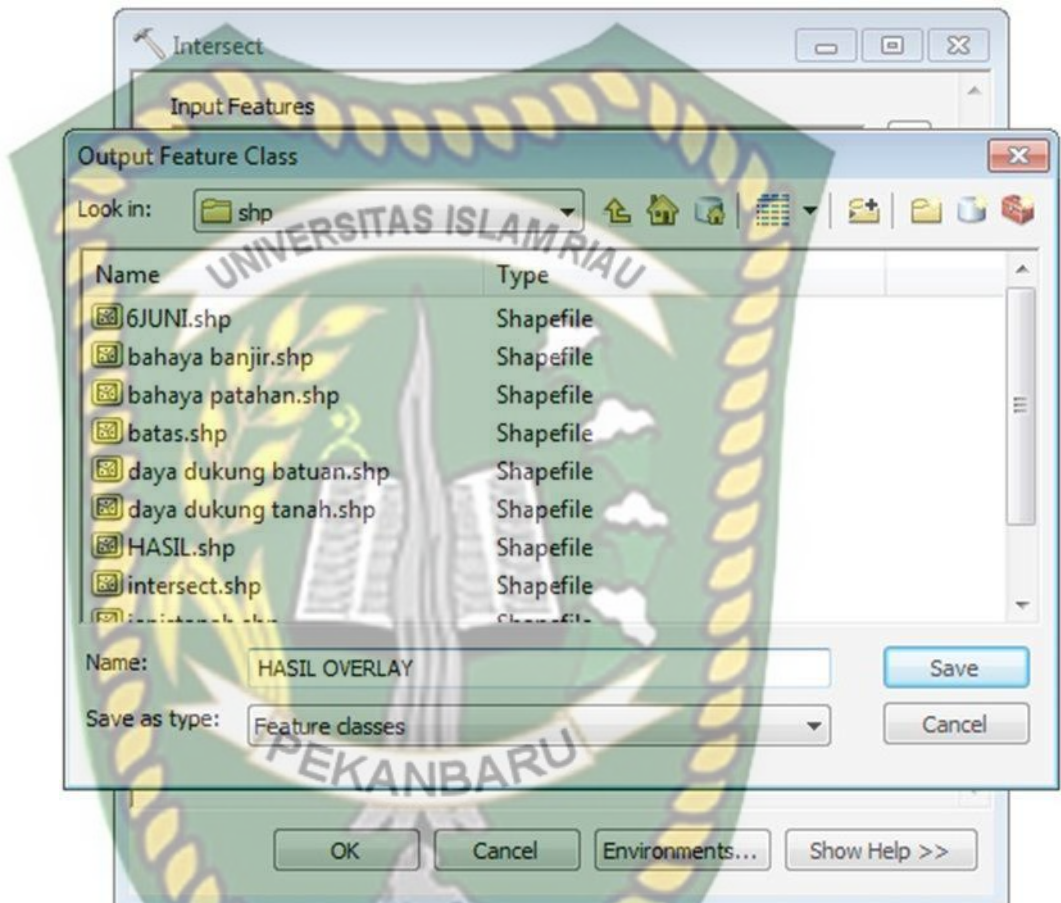 Intersect
Input Features
Output Feature Class
Look in: shp
UNIVERSITAS ISLAM RIAU
Name Type
6JUNI.shp Shapefile
bahaya banjir.shp Shapefile
bahaya patahan.shp Shapefile
batas.shp Shapefile
daya dukung batuan.shp Shapefile
daya dukung tanah.shp Shapefile
HASIL.shp Shapefile
intersect.shp Shapefile
Name: HASIL OVERLAY Save
Save as type: Feature classes Cancel
PEKANBARU
OK Cancel Environments... Show Help >>